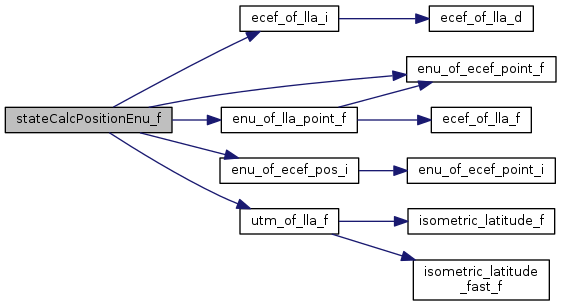 ecef_of_lla_i
ecef_of_lla_d
enu_of_ecef_point_f
stateCalcPositionEnu_f
enu_of_lla_point_f
ecef_of_lla_f
enu_of_ecef_pos_i
enu_of_ecef_point_i
utm_of_lla_f
isometric_latitude_f
isometric_latitude
_fast_f